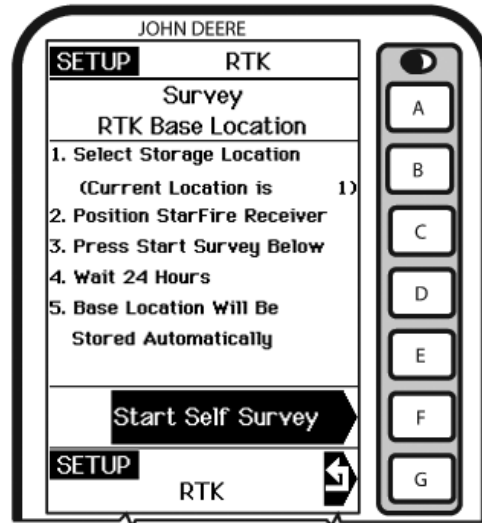 JOHN DEERE
SETUP RTK
Survey
RTK Base Location
1. Select Storage Location
(Current Location is 1)
2. Position StarFire Receiver
3. Press Start Survey Below
4. Wait 24 Hours
5. Base Location Will Be
Stored Automatically
Start Self Survey
SETUP
RTK
A
B
C
D
E
F
G